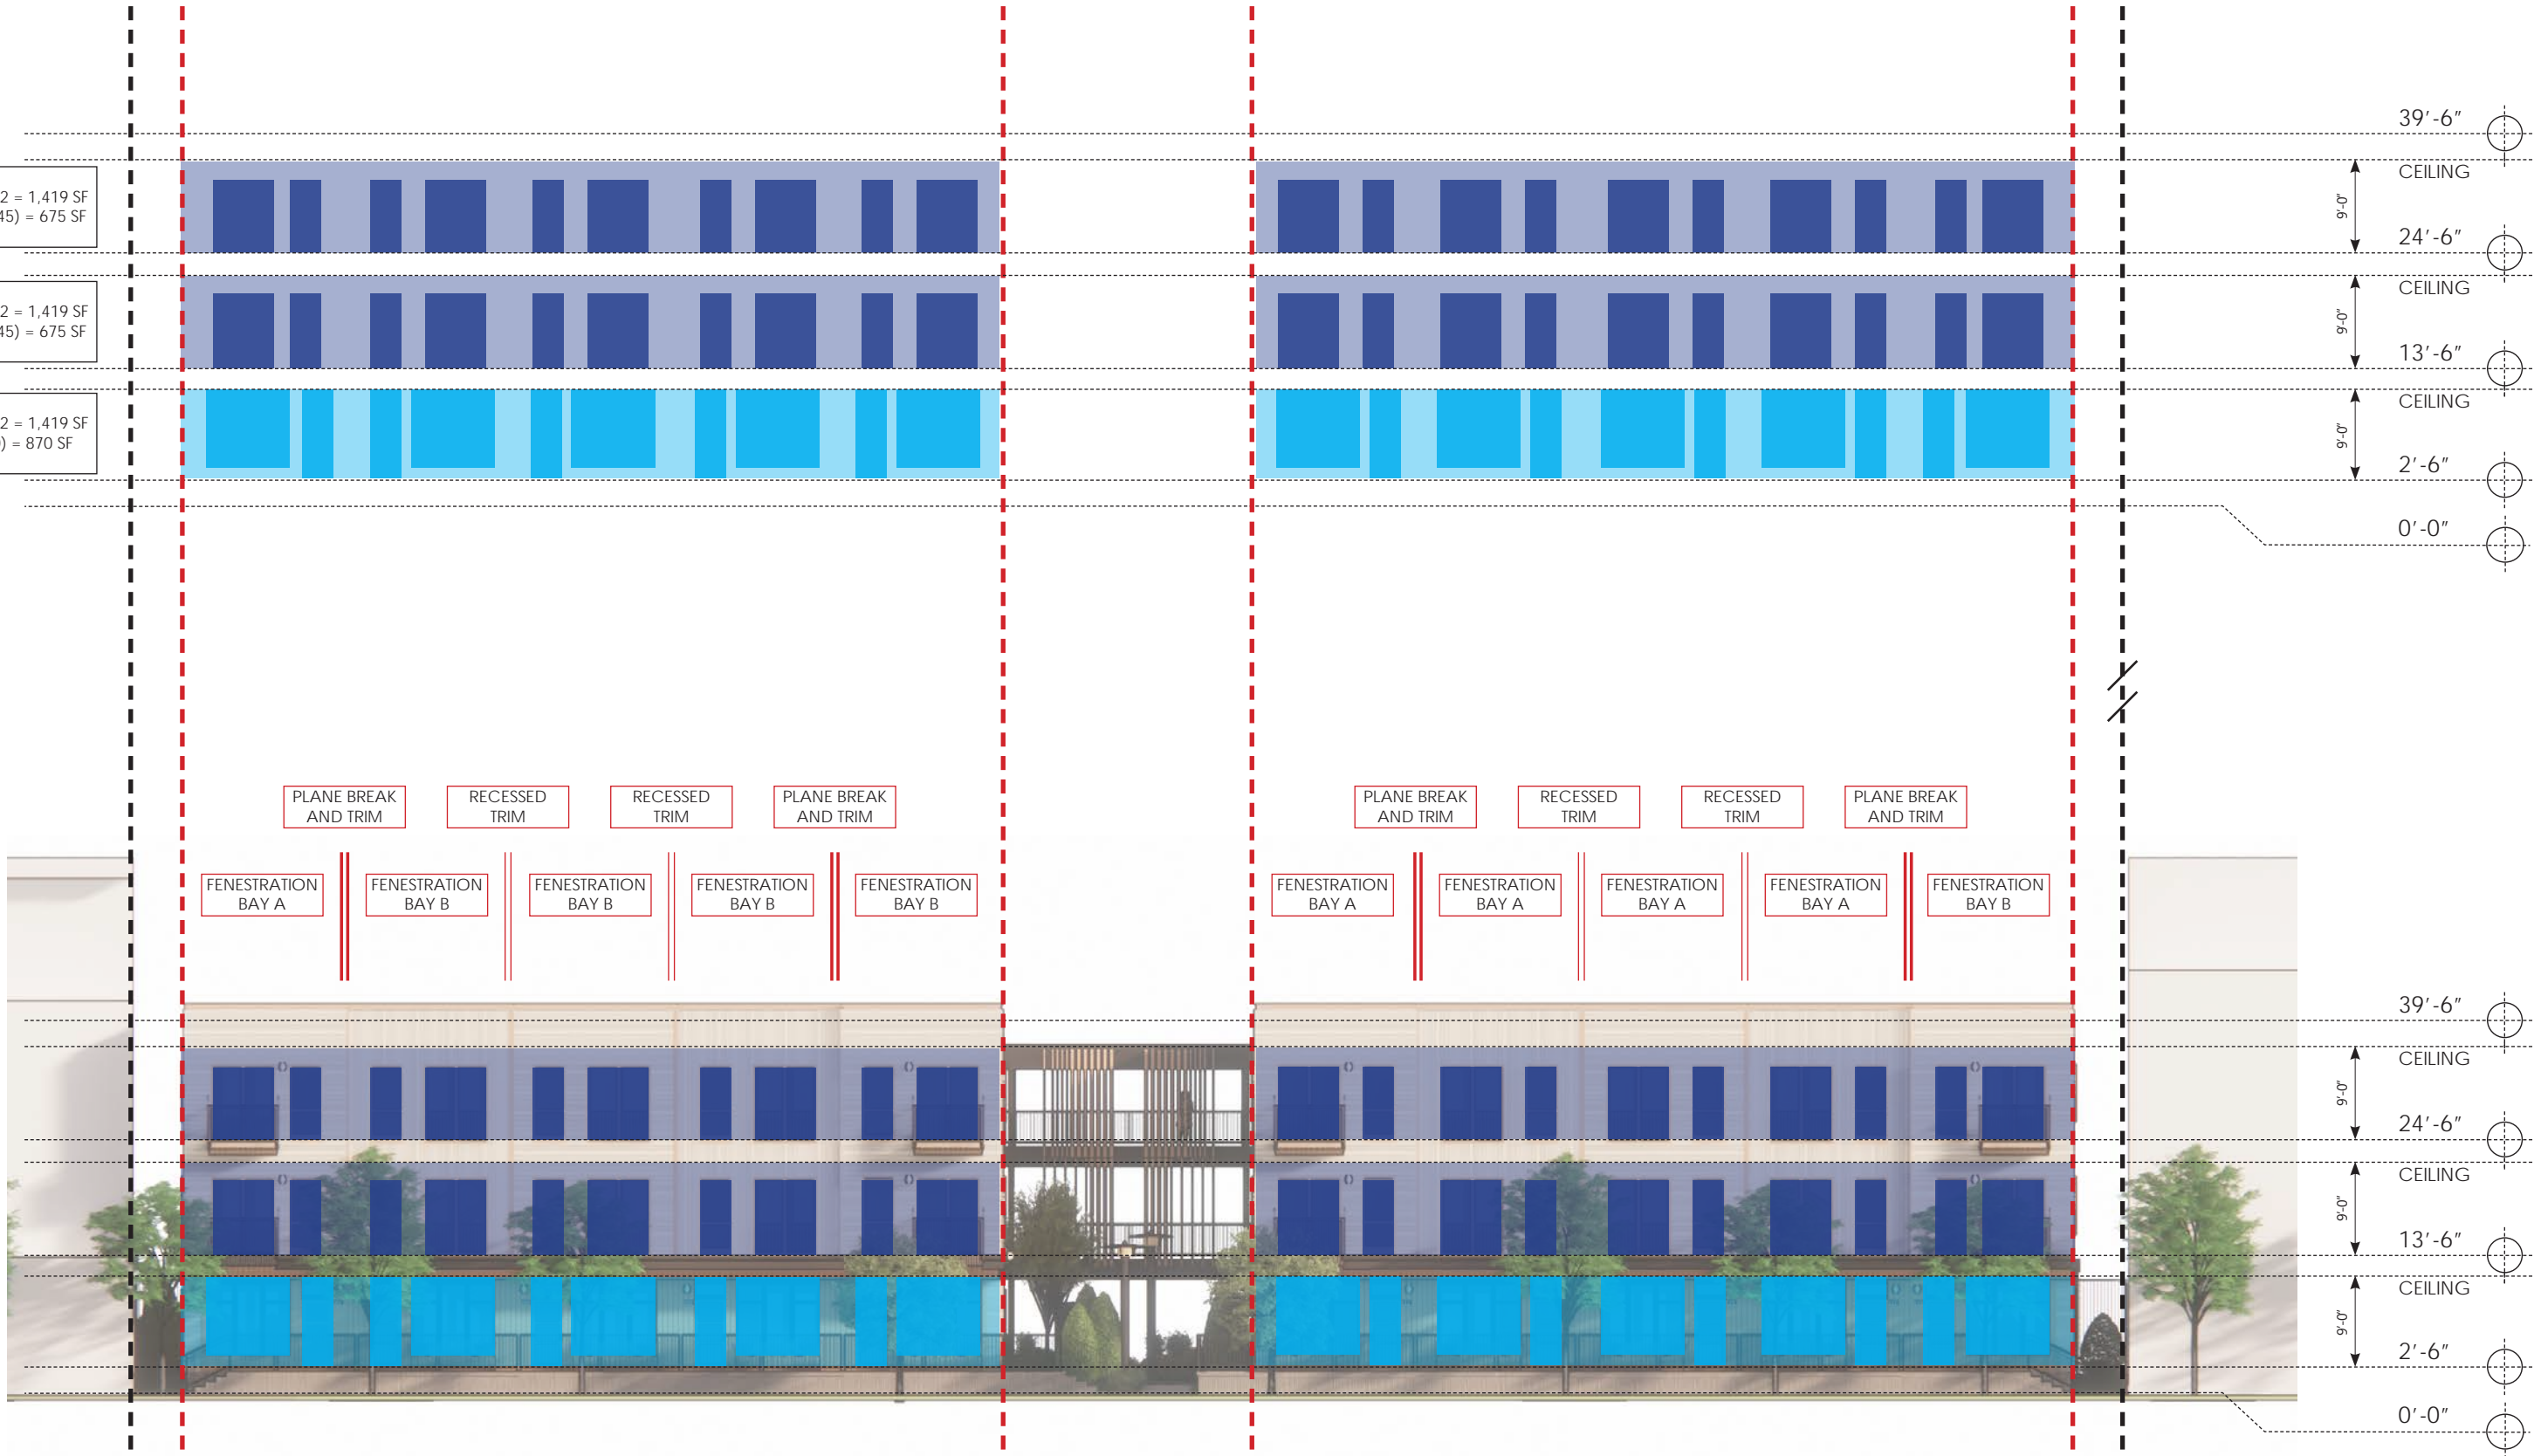 39'-6"
CEILING
9'-0"
2 = 1,419 SF
45) = 675 SF
24'-6"
CEILING
9'-0"
2 = 1,419 SF
45) = 675 SF
13'-6"
CEILING
9'-0"
2 = 1,419 SF
) = 870 SF
2'-6"
0'-0"
PLANE BREAK
AND TRIM
RECESSED
TRIM
RECESSED
TRIM
PLANE BREAK
AND TRIM
PLANE BREAK
AND TRIM
RECESSED
TRIM
RECESSED
TRIM
PLANE BREAK
AND TRIM
FENESTRATION
BAY A
FENESTRATION
BAY B
FENESTRATION
BAY B
FENESTRATION
BAY B
FENESTRATION
BAY B
FENESTRATION
BAY A
FENESTRATION
BAY A
FENESTRATION
BAY A
FENESTRATION
BAY A
FENESTRATION
BAY B
39'-6"
CEILING
9'-0"
24'-6"
CEILING
9'-0"
13'-6"
CEILING
9'-0"
2'-6"
0'-0"